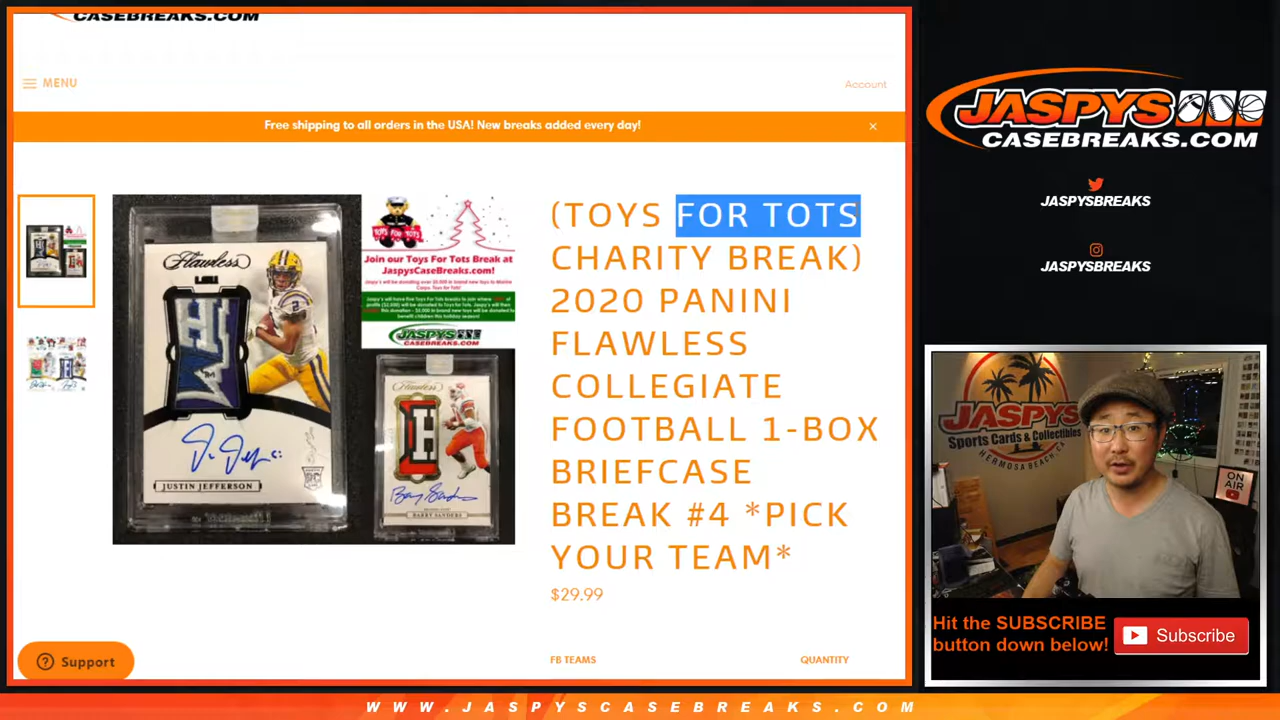 CASEBREAKS.COM
MENU
Account
Free shipping to all orders in the USA! New breaks added every day!
×
Flawless
JUSTIN JEFFERSON
Join our Toys For Tots Break at
JaspysCaseBreaks.com!
JASPYS
CASEBREAKS.COM
Flawless
BARRY SANDERS
(TOYS FOR TOTS
CHARITY BREAK)
2020 PANINI
FLAWLESS
COLLEGIATE
FOOTBALL 1-BOX
BRIEFCASE
BREAK #4 *PICK
YOUR TEAM*
$29.99
FB TEAMS
QUANTITY
Support
JASPYS
CASEBREAKS.COM
JASPYSBREAKS
JASPYSBREAKS
JASPYS
Sports Cards & Collectibles
HERMOSA BEACH, CA
ON
AIR
Hit the SUBSCRIBE
button down below!
Subscribe
WWW.JASPYSCASEBREAKS.COM